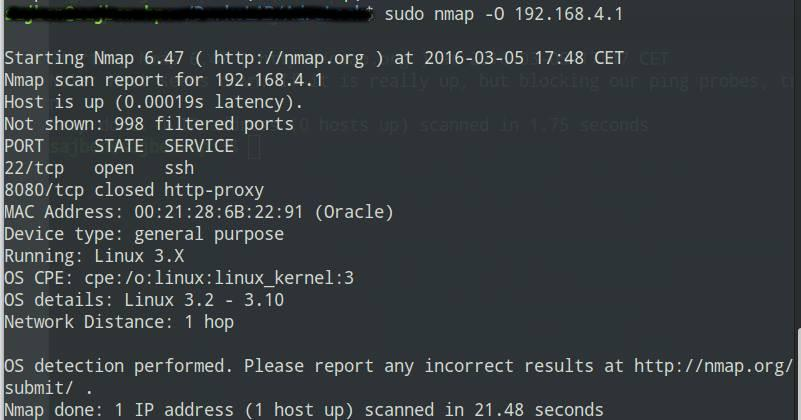 $ sudo nmap -O 192.168.4.1
Starting Nmap 6.47 ( http://nmap.org ) at 2016-03-05 17:48 CET
Nmap scan report for 192.168.4.1
Host is up (0.00019s latency).
Not shown: 998 filtered ports
PORT     STATE  SERVICE
22/tcp   open   ssh
8080/tcp closed http-proxy
MAC Address: 00:21:28:6B:22:91 (Oracle)
Device type: general purpose
Running: Linux 3.X
OS CPE: cpe:/o:linux:linux_kernel:3
OS details: Linux 3.2 - 3.10
Network Distance: 1 hop
OS detection performed. Please report any incorrect results at http://nmap.org/
submit/ .
Nmap done: 1 IP address (1 host up) scanned in 21.48 seconds